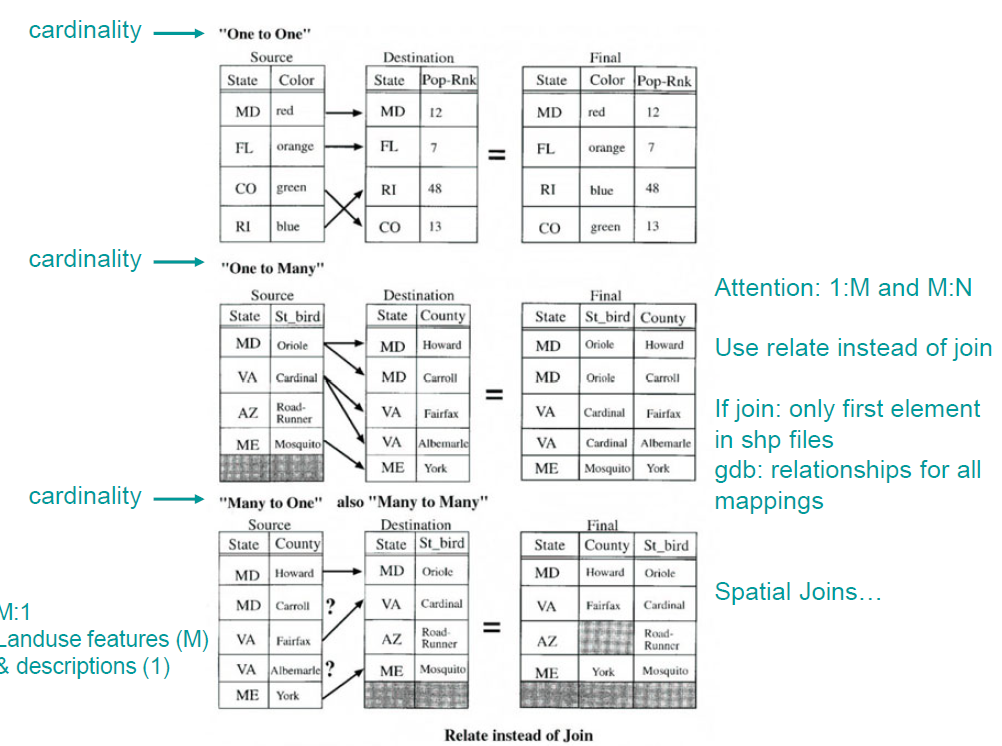 cardinality
"One to One"
Source Destination Final
State Color State Pop-Rnk State Color Pop-Rnk
MD red MD 12 MD red 12
FL orange FL 7 = FL orange 7
CO green RI 48 RI blue 48
RI blue CO 13 CO green 13
cardinality
"One to Many"
Source Destination Final
State St_bird State County State St_bird County
MD Oriole MD Howard MD Oriole Howard
VA Cardinal MD Carroll MD Oriole Carroll
AZ Road-Runner VA Fairfax = VA Cardinal Fairfax
ME Mosquito VA Albemarle VA Cardinal Albemarle
ME York ME Mosquito York
Attention: 1:M and M:N
Use relate instead of join
If join: only first element
in shp files
gdb: relationships for all
mappings
cardinality
"Many to One" also "Many to Many"
Source Destination Final
State County State St_bird State County St_bird
MD Howard MD Oriole MD Howard Oriole
MD Carroll ? VA Cardinal VA Fairfax Cardinal
VA Fairfax AZ Road-Runner = AZ Road-Runner
VA Albemarle ? ME Mosquito ME York Mosquito
ME York
M:1
Landuse features (M)
& descriptions (1)
Spatial Joins…
Relate instead of Join